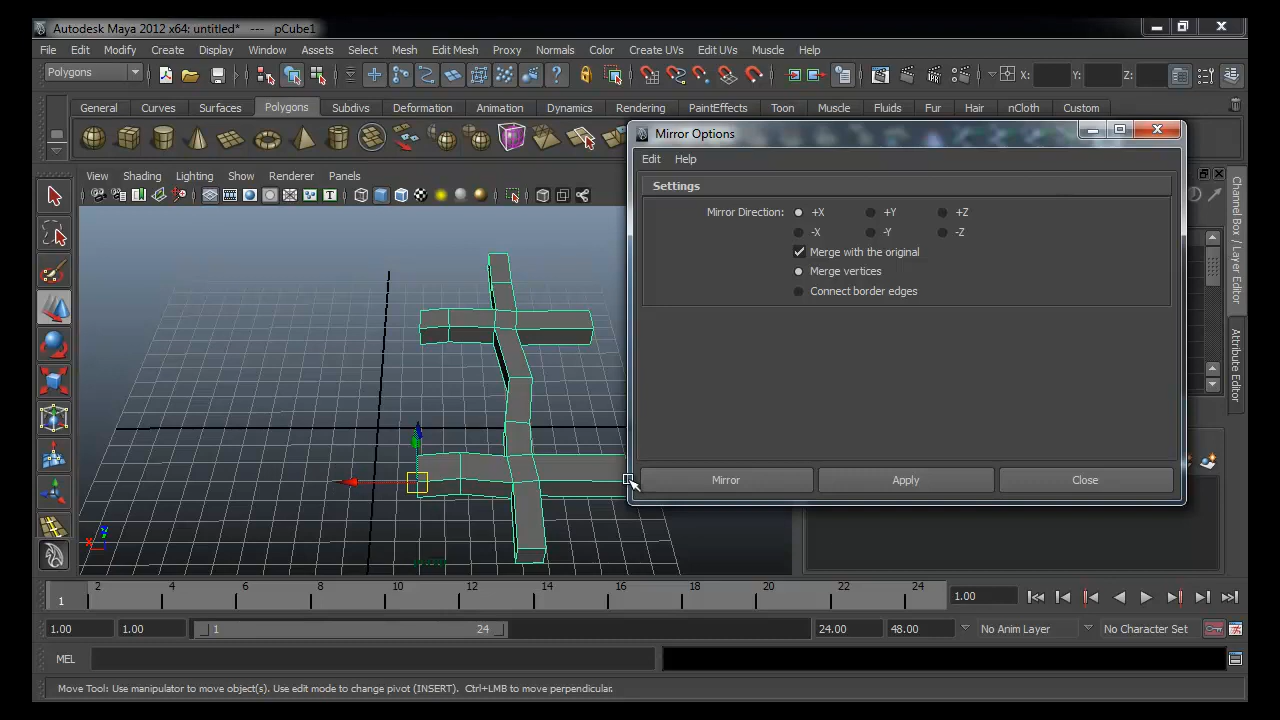 Autodesk Maya 2012 x64: untitled* --- pCube1
File Edit Modify Create Display Window Assets Select Mesh Edit Mesh Proxy Normals Color Create UVs Edit UVs Muscle Help
Polygons X: Y: Z:
General Curves Surfaces Polygons Subdivs Deformation Animation Dynamics Rendering PaintEffects Toon Muscle Fluids Fur Hair nCloth Custom
Mirror Options
Edit Help
View Shading Lighting Show Renderer Panels
Settings
Mirror Direction: +X +Y +Z
-X -Y -Z
Merge with the original
Merge vertices
Connect border edges
Mirror Apply Close
Channel Box / Layer Editor
Attribute Editor
1 2 4 6 8 10 12 14 16 18 20 22 24 1.00
1.00 1.00 1 24 24.00 48.00 No Anim Layer No Character Set
MEL
Move Tool: Use manipulator to move object(s). Use edit mode to change pivot (INSERT). Ctrl+LMB to move perpendicular.